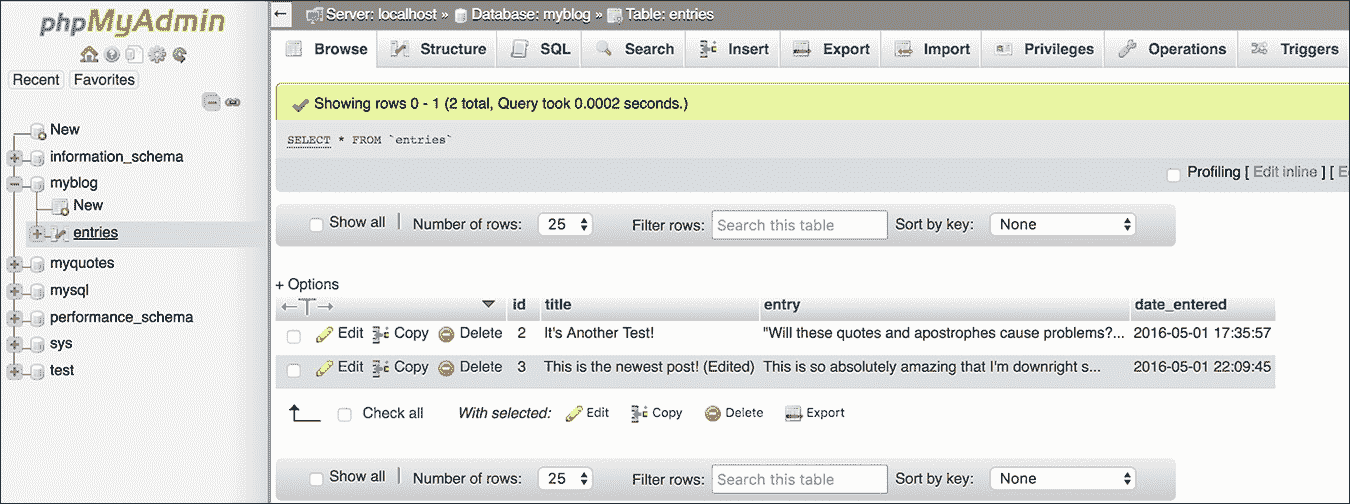 phpMyAdmin
Recent Favorites
New
information_schema
myblog
New
entries
myquotes
mysql
performance_schema
sys
test
Server: localhost » Database: myblog » Table: entries
Browse Structure SQL Search Insert Export Import Privileges Operations Triggers
Showing rows 0 - 1 (2 total, Query took 0.0002 seconds.)
SELECT * FROM `entries`
Profiling [ Edit inline ] [ E
Show all | Number of rows: 25 Filter rows: Search this table Sort by key: None
+ Options
←T→ id title entry date_entered
Edit Copy Delete 2 It's Another Test! "Will these quotes and apostrophes cause problems?... 2016-05-01 17:35:57
Edit Copy Delete 3 This is the newest post! (Edited) This is so absolutely amazing that I'm downright s... 2016-05-01 22:09:45
Check all With selected: Edit Copy Delete Export
Show all | Number of rows: 25 Filter rows: Search this table Sort by key: None